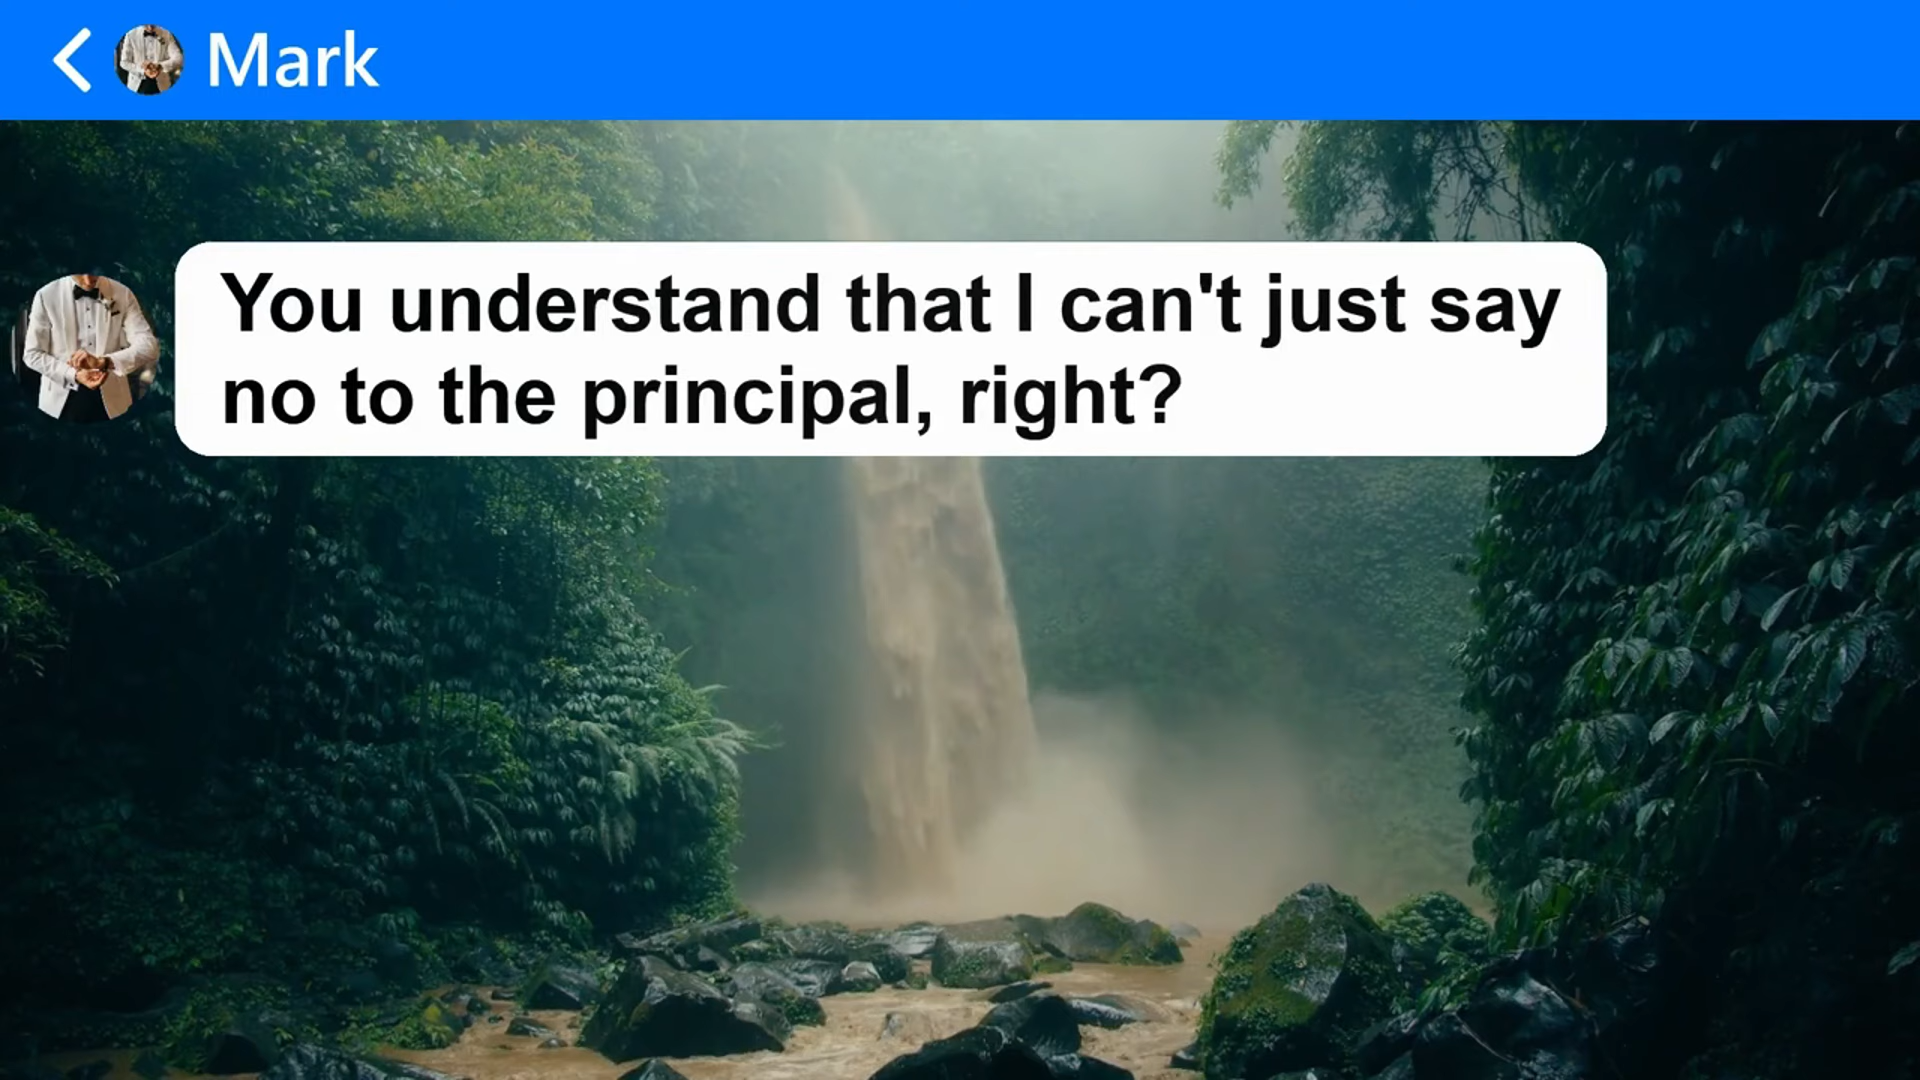 Mark
You understand that I can't just say
no to the principal, right?